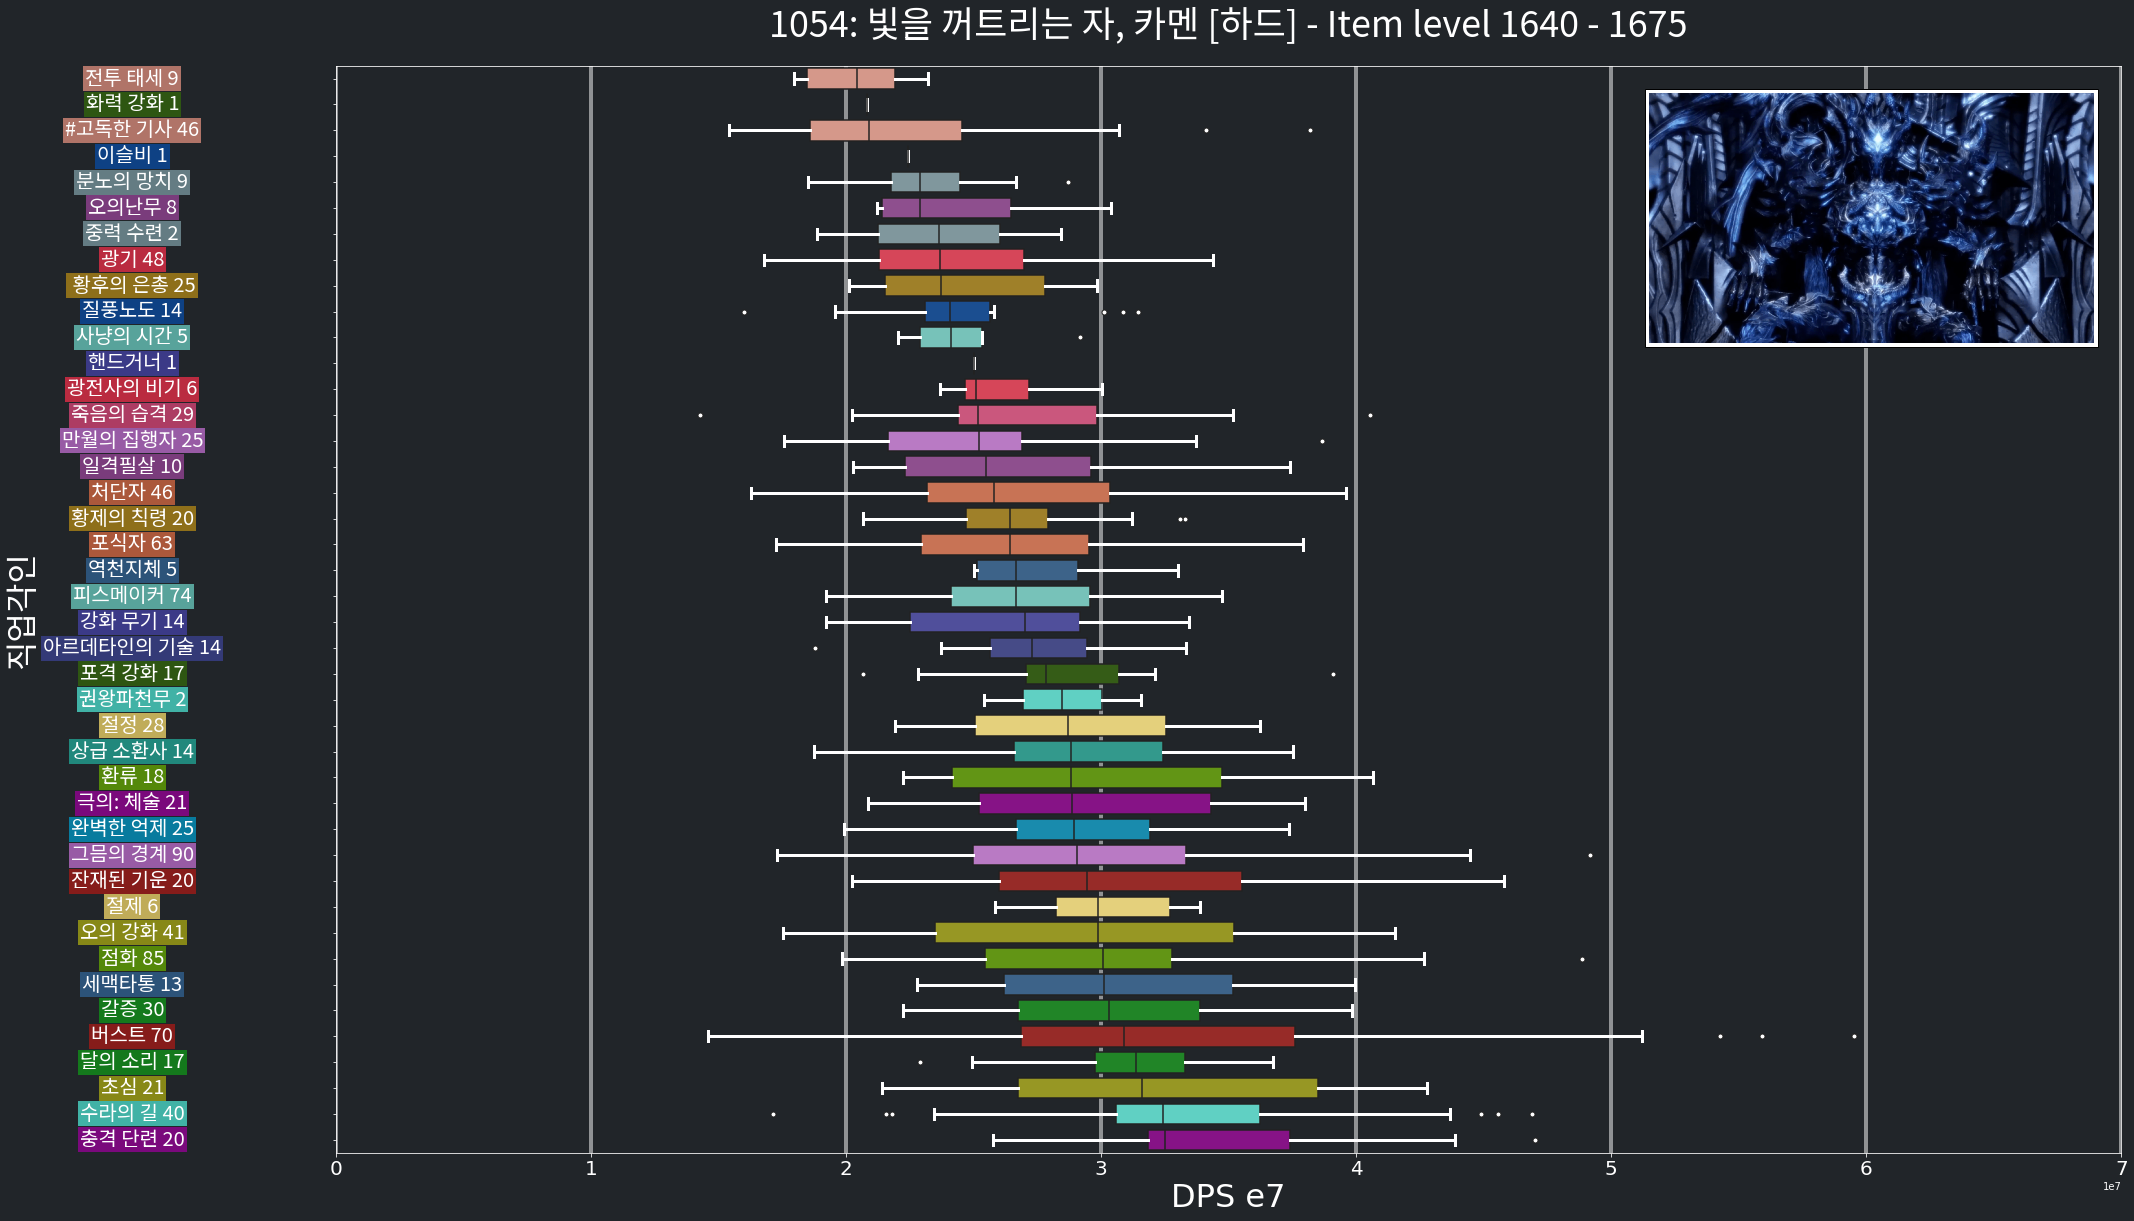 1054: 빛을 꺼트리는 자, 카멘 [하드] - Item level 1640 - 1675
직업각인
전투 태세 9
화력 강화 1
#고독한 기사 46
이슬비 1
분노의 망치 9
오의난무 8
중력 수련 2
광기 48
황후의 은총 25
질풍노도 14
사냥의 시간 5
핸드거너 1
광전사의 비기 6
죽음의 습격 29
만월의 집행자 25
일격필살 10
처단자 46
황제의 칙령 20
포식자 63
역천지체 5
피스메이커 74
강화 무기 14
아르데타인의 기술 14
포격 강화 17
권왕파천무 2
절정 28
상급 소환사 14
환류 18
극의: 체술 21
완벽한 억제 25
그믐의 경계 90
잔재된 기운 20
절제 6
오의 강화 41
점화 85
세맥타통 13
갈증 30
버스트 70
달의 소리 17
초심 21
수라의 길 40
충격 단련 20
0 1 2 3 4 5 6 7
1e7
DPS e7